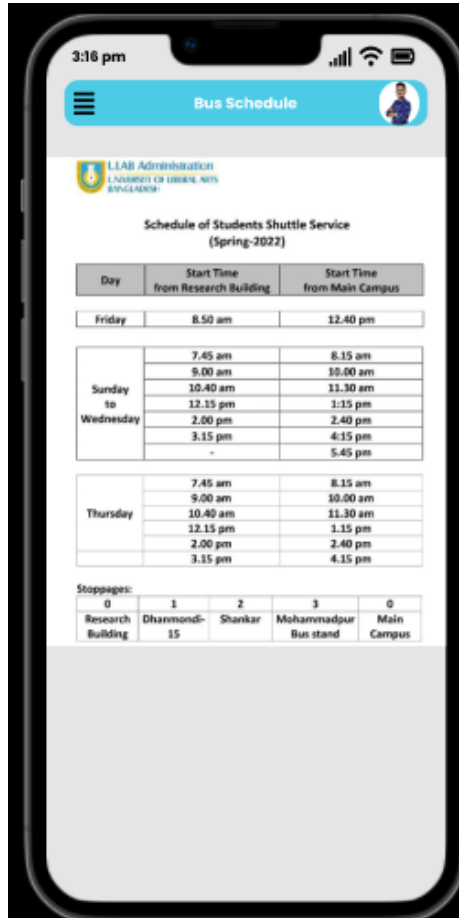 3:16 pm
Bus Schedule
ULAB Administration
UNIVERSITY OF LIBERAL ARTS
BANGLADESH
Schedule of Students Shuttle Service
(Spring-2022)
Day Start Time from Research Building Start Time from Main Campus
Friday 8.50 am 12.40 pm
Sunday to Wednesday
7.45 am 8.15 am
9.00 am 10.00 am
10.40 am 11.30 am
12.15 pm 1:15 pm
2.00 pm 2.40 pm
3.15 pm 4:15 pm
- 5.45 pm
Thursday
7.45 am 8.15 am
9.00 am 10.00 am
10.40 am 11.30 am
12.15 pm 1.15 pm
2.00 pm 2.40 pm
3.15 pm 4.15 pm
Stoppages:
0 1 2 3 0
Research Building Dhanmondi-15 Shankar Mohammadpur Bus stand Main Campus